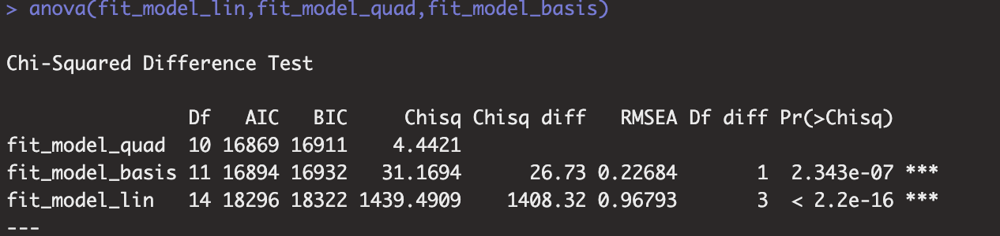 > anova(fit_model_lin,fit_model_quad,fit_model_basis)
Chi-Squared Difference Test
Df AIC BIC Chisq Chisq diff RMSEA Df diff Pr(>Chisq)
fit_model_quad 10 16869 16911 4.4421
fit_model_basis 11 16894 16932 31.1694 26.73 0.22684 1 2.343e-07 ***
fit_model_lin 14 18296 18322 1439.4909 1408.32 0.96793 3 < 2.2e-16 ***
---